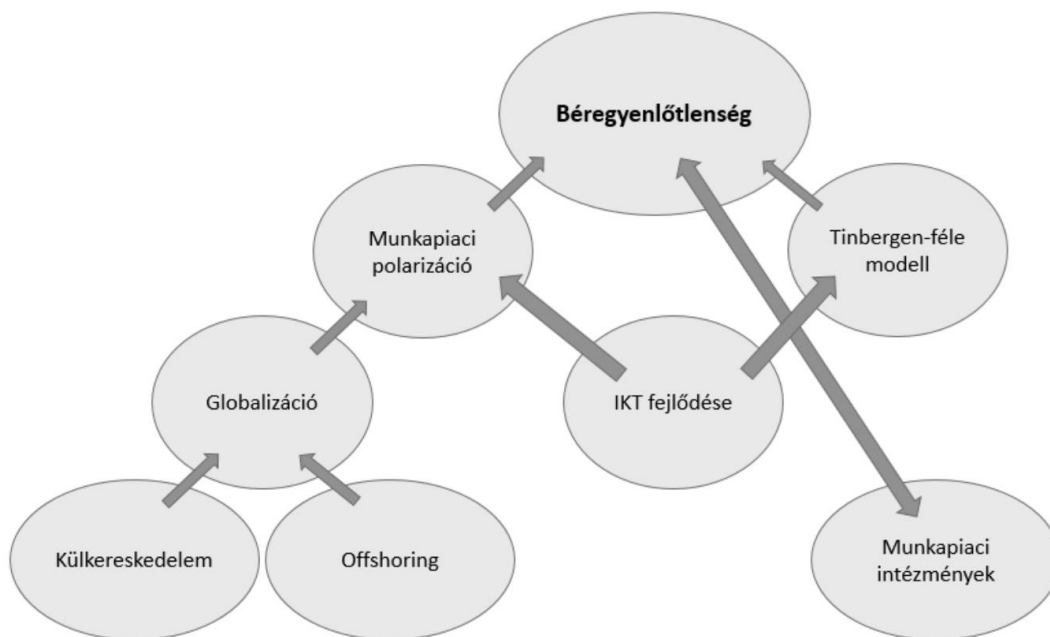 Béregyenlőtlenség
Munkapiaci
polarizáció
Tinbergen-féle
modell
Globalizáció
IKT fejlődése
Külkereskedelem
Offshoring
Munkapiaci
intézmények